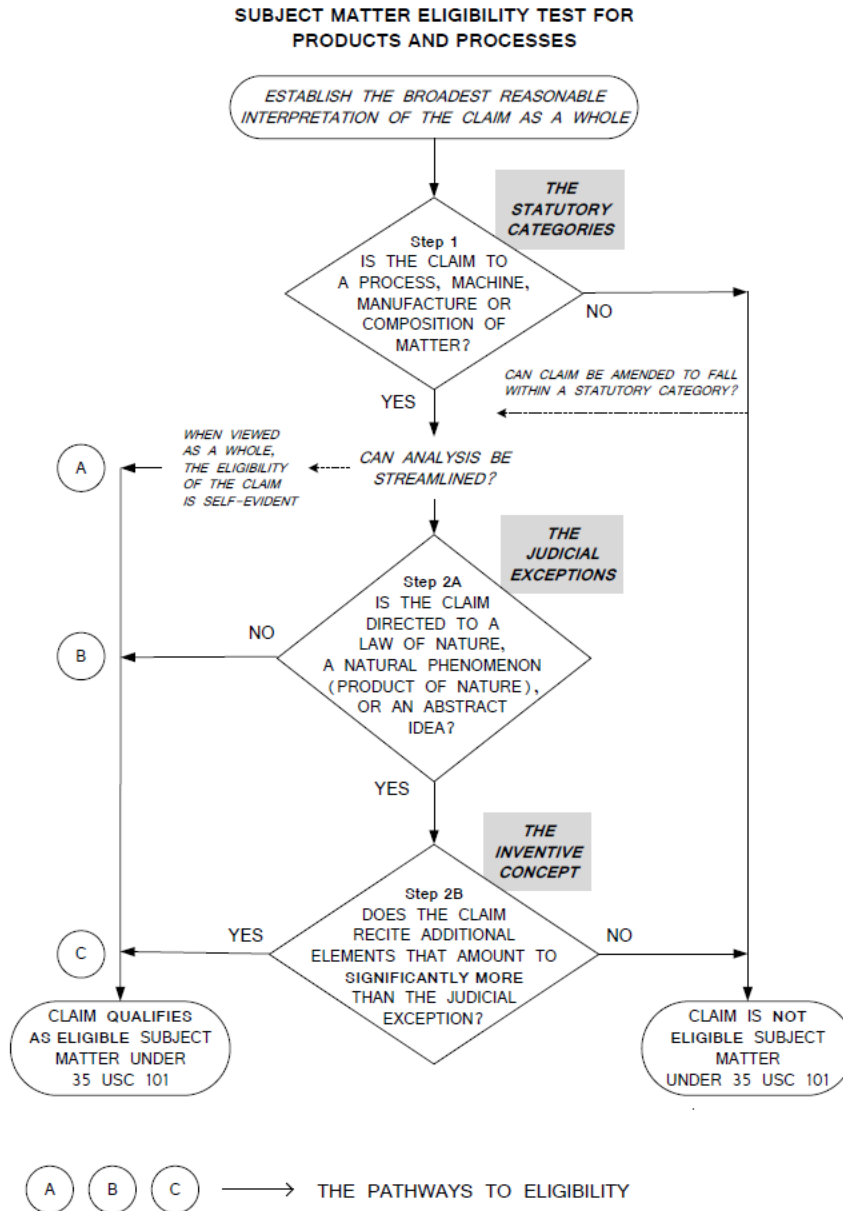 SUBJECT MATTER ELIGIBILITY TEST FOR
PRODUCTS AND PROCESSES
ESTABLISH THE BROADEST REASONABLE
INTERPRETATION OF THE CLAIM AS A WHOLE
THE
STATUTORY
CATEGORIES
Step 1
IS THE CLAIM TO
A PROCESS, MACHINE,
MANUFACTURE OR
COMPOSITION OF
MATTER?
NO
CAN CLAIM BE AMENDED TO FALL
WITHIN A STATUTORY CATEGORY?
YES
WHEN VIEWED
AS A WHOLE,
THE ELIGIBILITY
OF THE CLAIM
IS SELF-EVIDENT
A
CAN ANALYSIS BE
STREAMLINED?
THE
JUDICIAL
EXCEPTIONS
Step 2A
IS THE CLAIM
DIRECTED TO A
LAW OF NATURE,
A NATURAL PHENOMENON
(PRODUCT OF NATURE),
OR AN ABSTRACT
IDEA?
NO
B
YES
THE
INVENTIVE
CONCEPT
Step 2B
DOES THE CLAIM
RECITE ADDITIONAL
ELEMENTS THAT AMOUNT TO
SIGNIFICANTLY MORE
THAN THE JUDICIAL
EXCEPTION?
YES
NO
C
CLAIM QUALIFIES
AS ELIGIBLE SUBJECT
MATTER UNDER
35 USC 101
CLAIM IS NOT
ELIGIBLE SUBJECT
MATTER
UNDER 35 USC 101
A B C THE PATHWAYS TO ELIGIBILITY